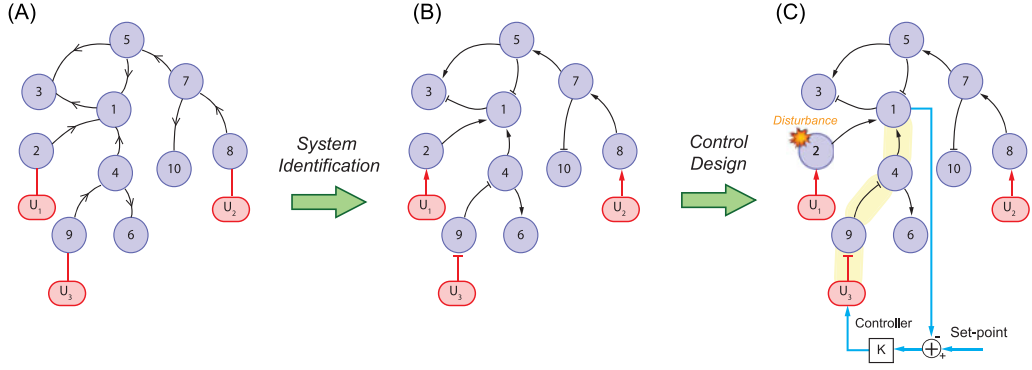 (A)
5
3
7
1
2
10
8
4
U1
U2
9
6
U3
System
Identification
(B)
5
3
7
1
2
10
8
4
U1
U2
9
6
U3
Control
Design
(C)
5
3
7
1
Disturbance
2
10
8
4
U1
U2
9
6
U3
Controller
-
Set-point
K
+
+